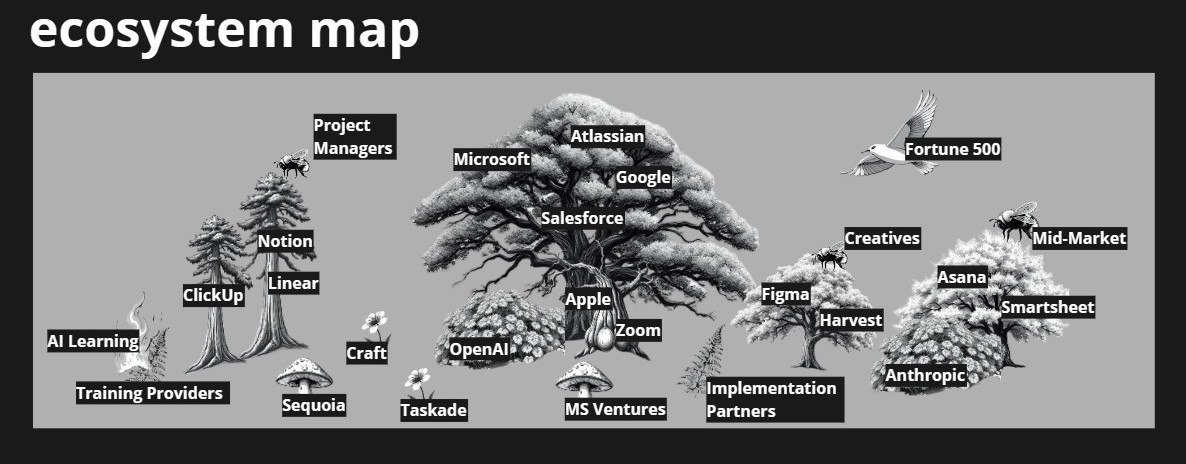 ecosystem map
Project
Managers
Atlassian
Microsoft
Google
Fortune 500
Salesforce
Creatives
Mid-Market
Notion
Linear
ClickUp
Asana
Figma
Apple
Smartsheet
Harvest
Zoom
AI Learning
Craft
OpenAI
Anthropic
Training Providers
Sequoia
Taskade
MS Ventures
Implementation
Partners